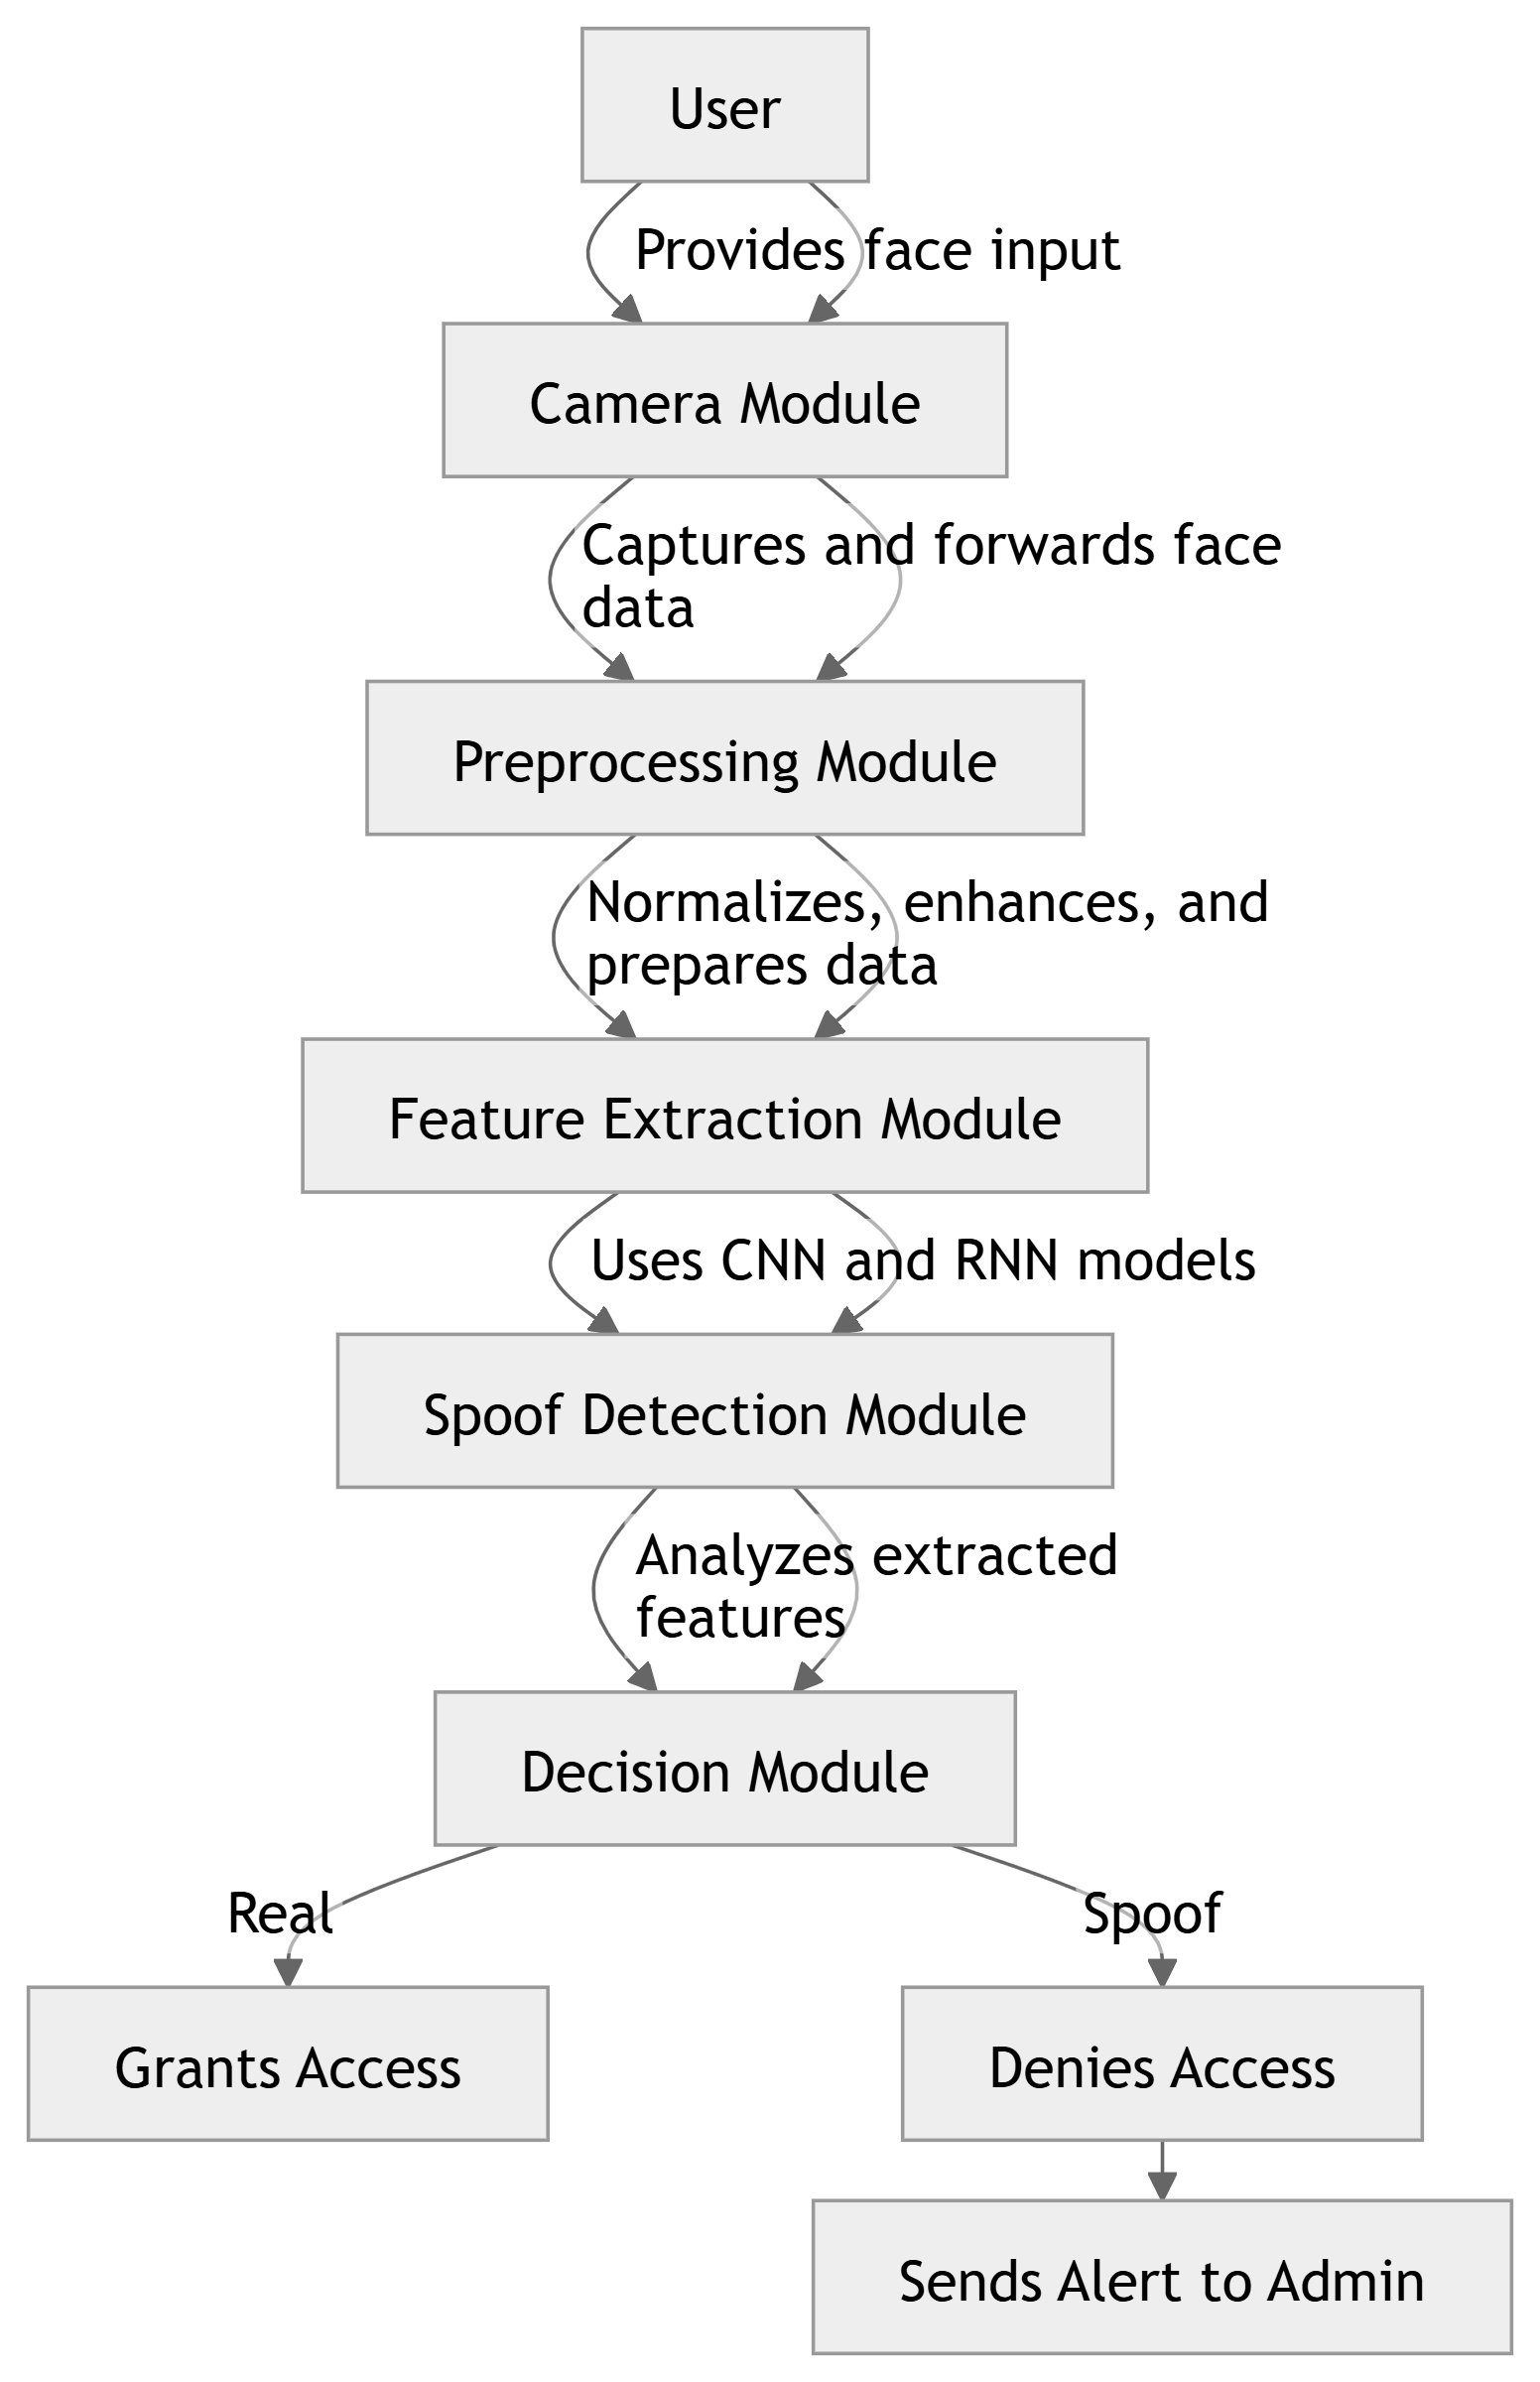 User
Provides face input
Camera Module
Captures and forwards face
data
Preprocessing Module
Normalizes, enhances, and
prepares data
Feature Extraction Module
Uses CNN and RNN models
Spoof Detection Module
Analyzes extracted
features
Decision Module
Real
Spoof
Grants Access
Denies Access
Sends Alert to Admin